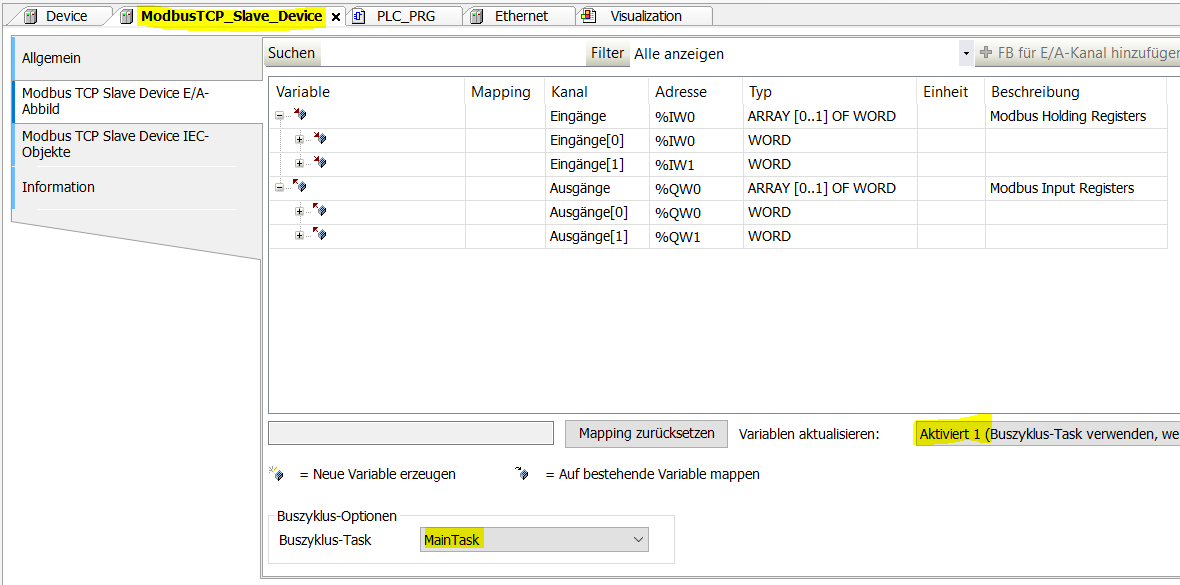 Device ModbusTCP_Slave_Device PLC_PRG Ethernet Visualization
Allgemein
Modbus TCP Slave Device E/A-
Abbild
Modbus TCP Slave Device IEC-
Objekte
Information
Suchen Filter Alle anzeigen FB für E/A-Kanal hinzufügen
Variable Mapping Kanal Adresse Typ Einheit Beschreibung
Eingänge %IW0 ARRAY [0..1] OF WORD Modbus Holding Registers
Eingänge[0] %IW0 WORD
Eingänge[1] %IW1 WORD
Ausgänge %QW0 ARRAY [0..1] OF WORD Modbus Input Registers
Ausgänge[0] %QW0 WORD
Ausgänge[1] %QW1 WORD
Mapping zurücksetzen Variablen aktualisieren: Aktiviert 1 (Buszyklus-Task verwenden, we
= Neue Variable erzeugen = Auf bestehende Variable mappen
Buszyklus-Optionen
Buszyklus-Task MainTask